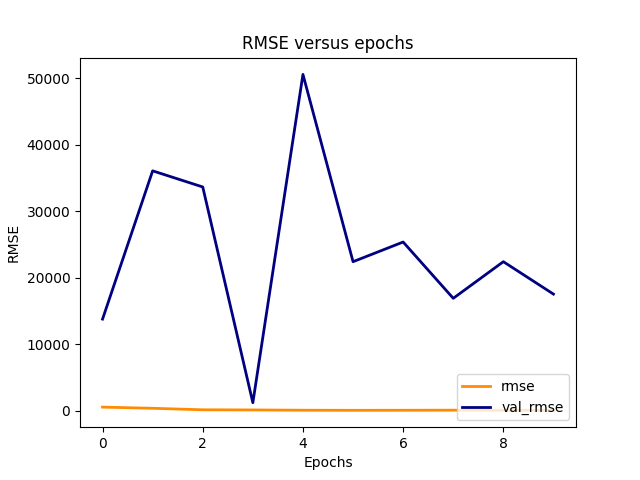 RMSE versus epochs
RMSE
50000
40000
30000
20000
10000
0
0 2 4 6 8
Epochs
rmse
val_rmse